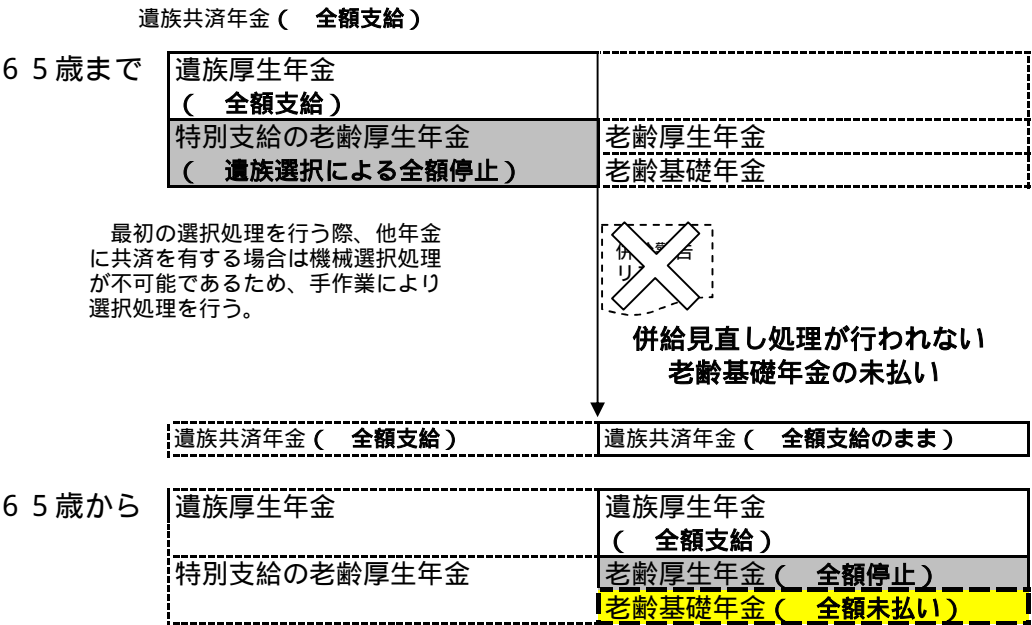 遺族共済年金(　全額支給)
６５歳まで
遺族厚生年金
(　全額支給)
特別支給の老齢厚生年金
(　遺族選択による全額停止)
老齢厚生年金
老齢基礎年金
最初の選択処理を行う際、他年金
に共済を有する場合は機械選択処理
が不可能であるため、手作業により
選択処理を行う。
併給見直し処理が行われない
老齢基礎年金の未払い
遺族共済年金(　全額支給)
遺族共済年金(　全額支給のまま)
６５歳から
遺族厚生年金
特別支給の老齢厚生年金
遺族厚生年金
(　全額支給)
老齢厚生年金(　全額停止)
老齢基礎年金(　全額未払い)